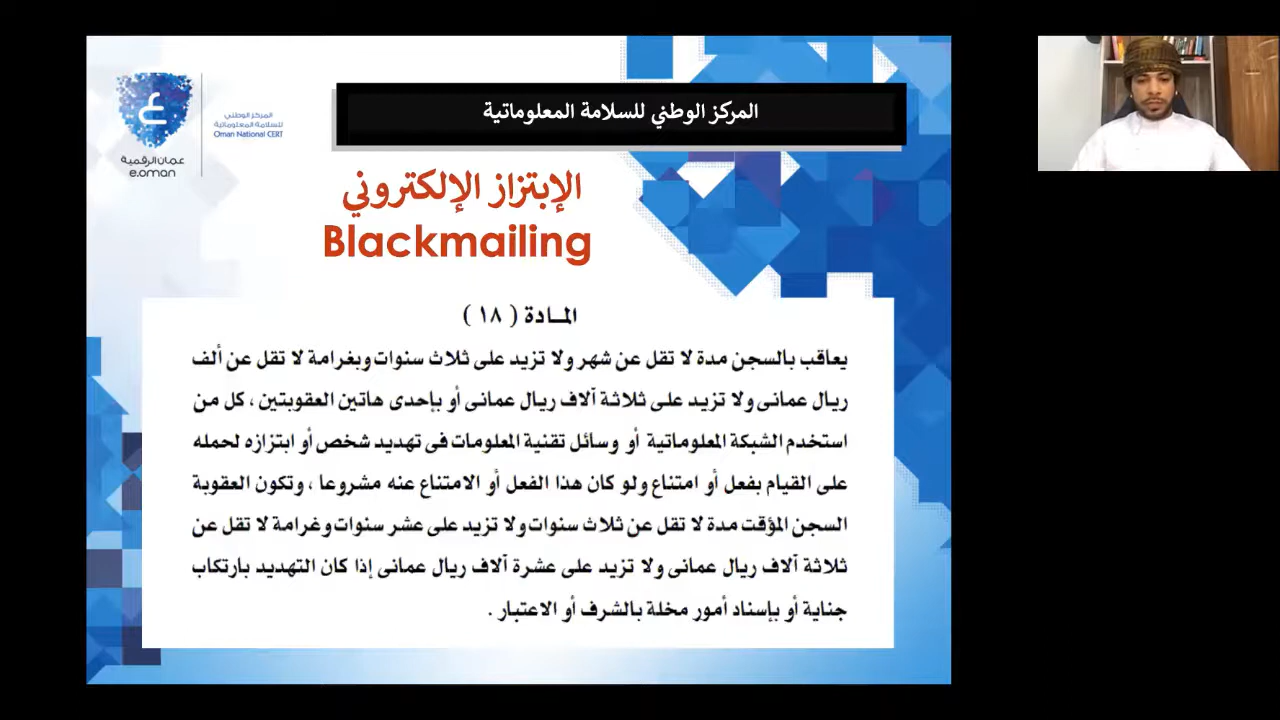 المركز الوطني للسلامة المعلوماتية
المركز الوطني
للسلامة المعلوماتية
Oman National CERT
ع
عمان الرقمية
e.oman
الإبتزاز الإلكتروني
Blackmailing
المــادة ( ١٨ )
يعاقب بالسجن مدة لا تقل عن شهر ولا تزيد على ثلاث سنوات وبغرامة لا تقل عن ألف
ريال عمانى ولا تزيد على ثلاثة آلاف ريال عمانى أو بإحدى هاتين العقوبتين ، كل من
استخدم الشبكة المعلوماتية أو وسائل تقنية المعلومات فى تهديد شخص أو ابتزازه لحمله
على القيام بفعل أو امتناع ولو كان هذا الفعل أو الامتناع عنه مشروعا ، وتكون العقوبة
السجن المؤقت مدة لا تقل عن ثلاث سنوات ولا تزيد على عشر سنوات وغرامة لا تقل عن
ثلاثة آلاف ريال عمانى ولا تزيد على عشرة آلاف ريال عمانى إذا كان التهديد بارتكاب
جناية أو بإسناد أمور مخلة بالشرف أو الاعتبار .